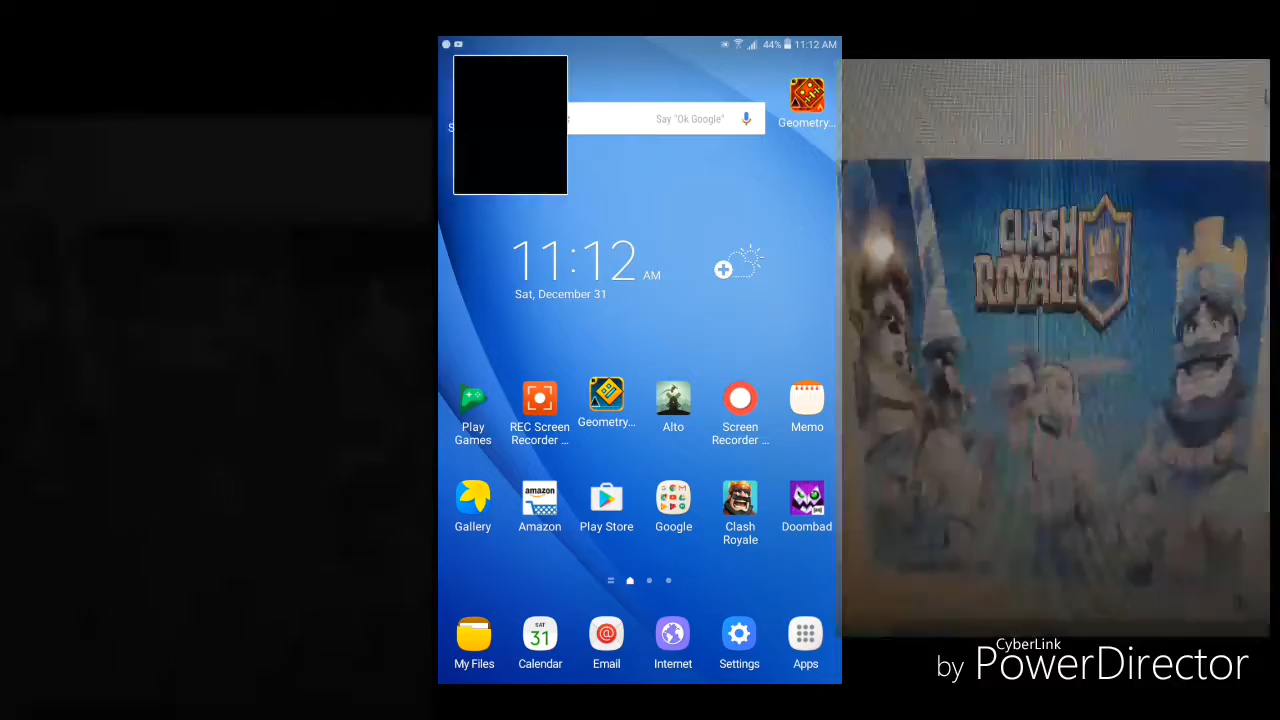 44% 11:12 AM
S
Say "Ok Google"
Geometry...
11:12 AM
Sat, December 31
CLASH
ROYALE
Play
Games
REC Screen
Recorder ...
Geometry...
Alto
Screen
Recorder ...
Memo
amazon
Gallery
Amazon
Play Store
Google
Clash
Royale
Doombad
SAT
31
@
My Files
Calendar
Email
Internet
Settings
Apps
CyberLink
by PowerDirector